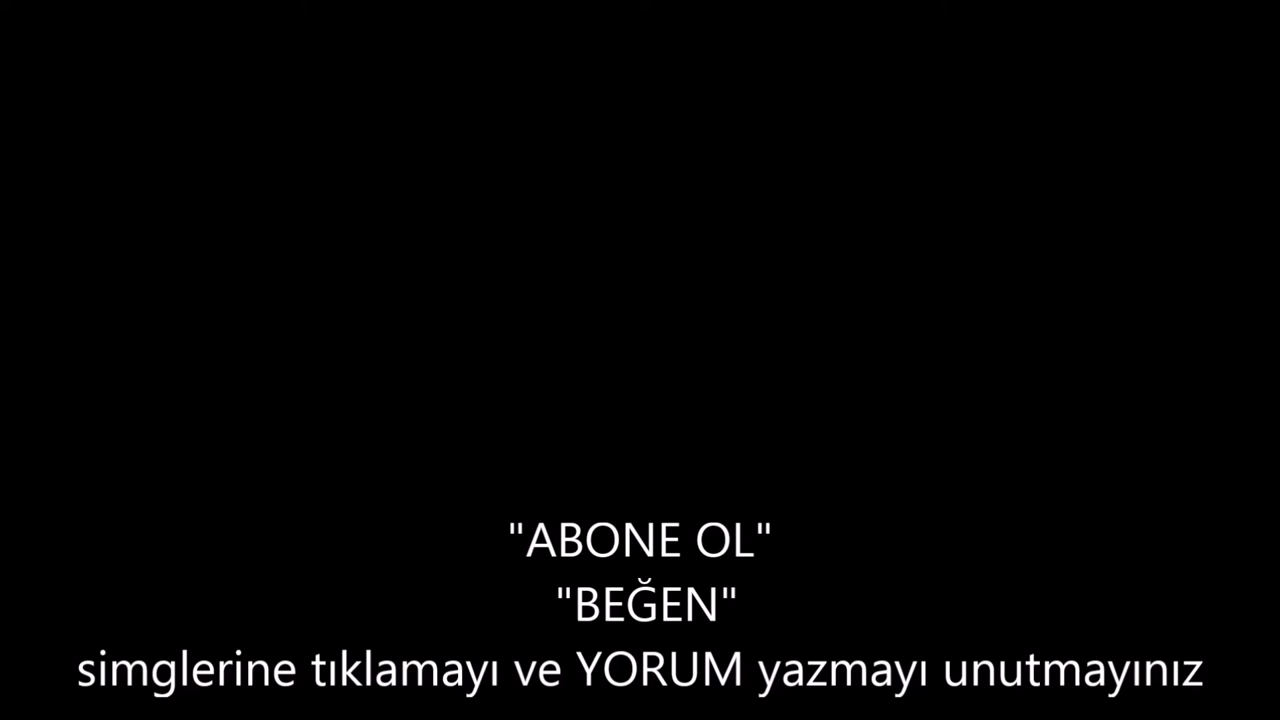 "ABONE OL"
"BEĞEN"
simglerine tıklamayı ve YORUM yazmayı unutmayınız